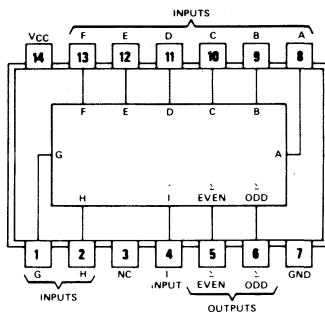 INPUTS
VCC F E D C B A
14 13 12 11 10 9 8
F E D C B
G A
H I Σ EVEN Σ ODD
1 2 3 4 5 6 7
G H NC I Σ Σ GND
INPUT EVEN ODD
INPUTS OUTPUTS